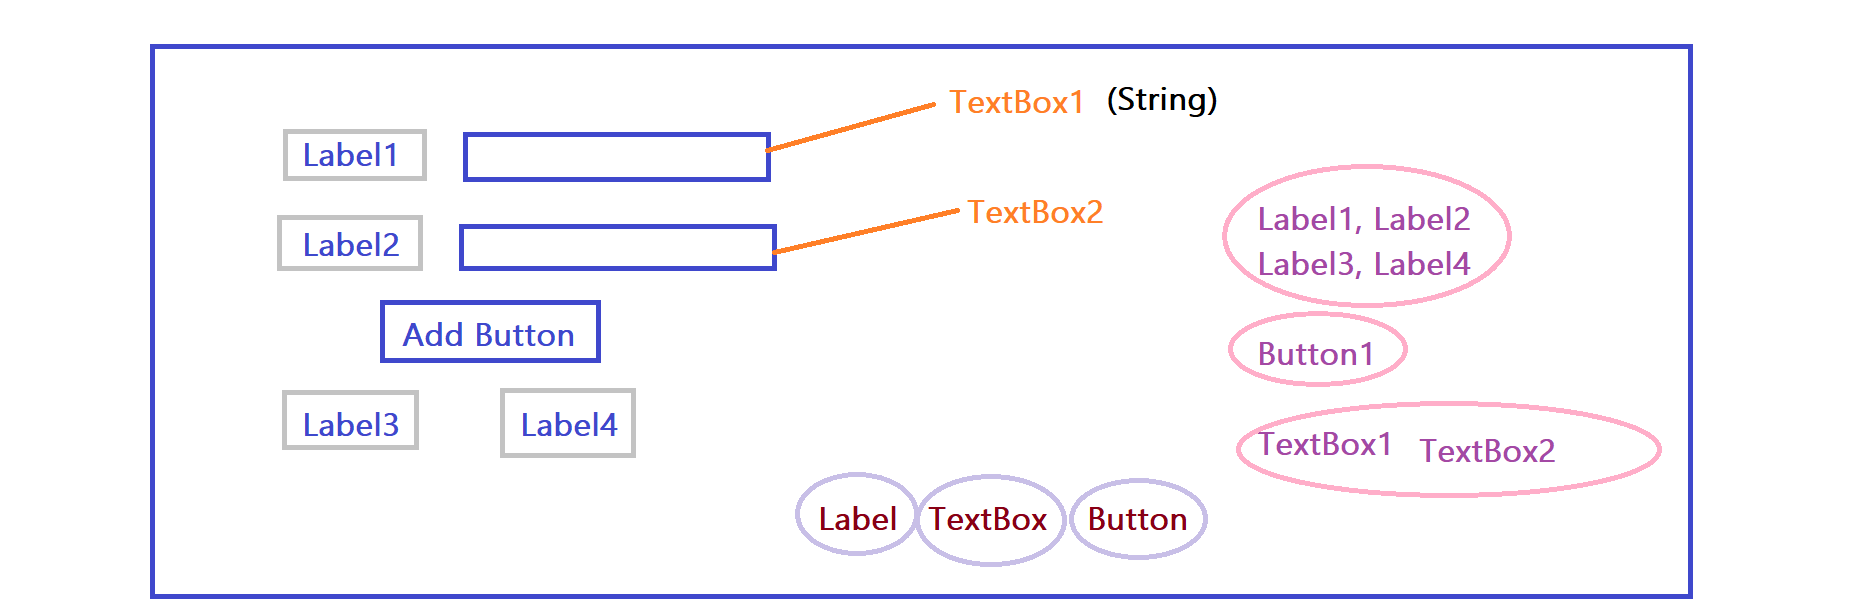 TextBox1 (String)
Label1
TextBox2
Label1, Label2
Label2
Label3, Label4
Add Button
Button1
Label3
Label4
TextBox1 TextBox2
Label TextBox Button